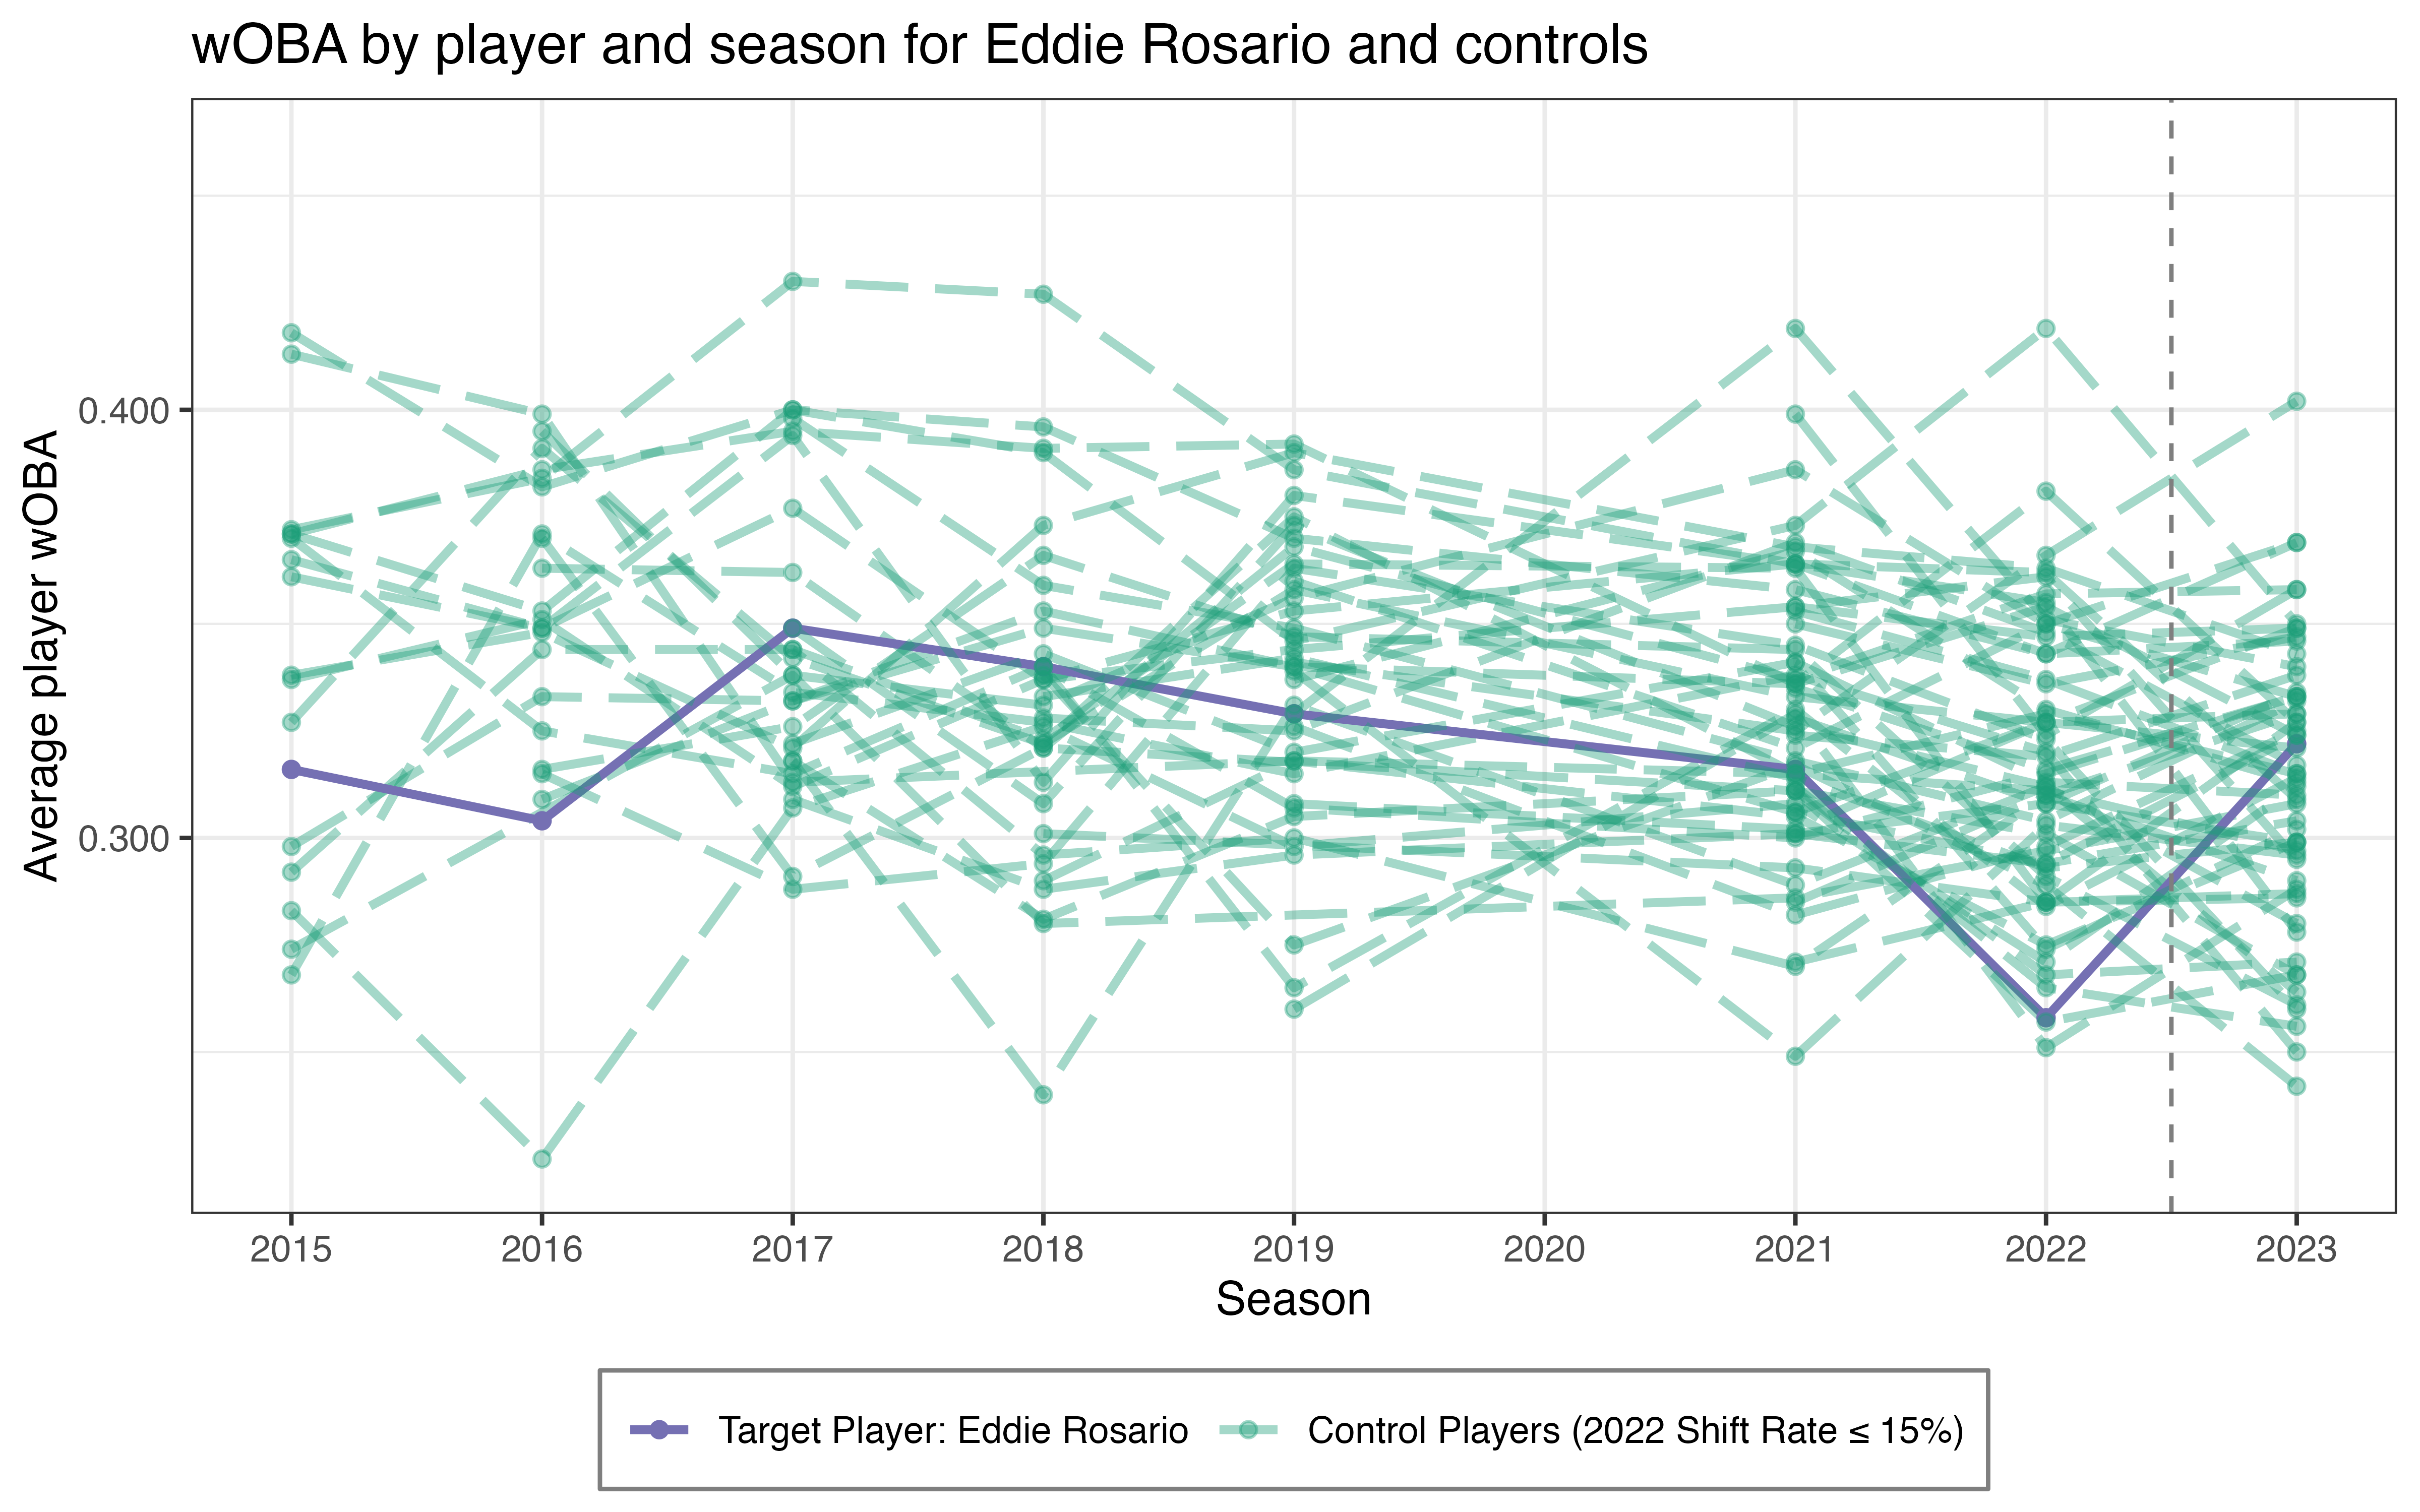 wOBA by player and season for Eddie Rosario and controls
Average player wOBA
0.400
0.300
2015 2016 2017 2018 2019 2020 2021 2022 2023
Season
Target Player: Eddie Rosario Control Players (2022 Shift Rate ≤ 15%)